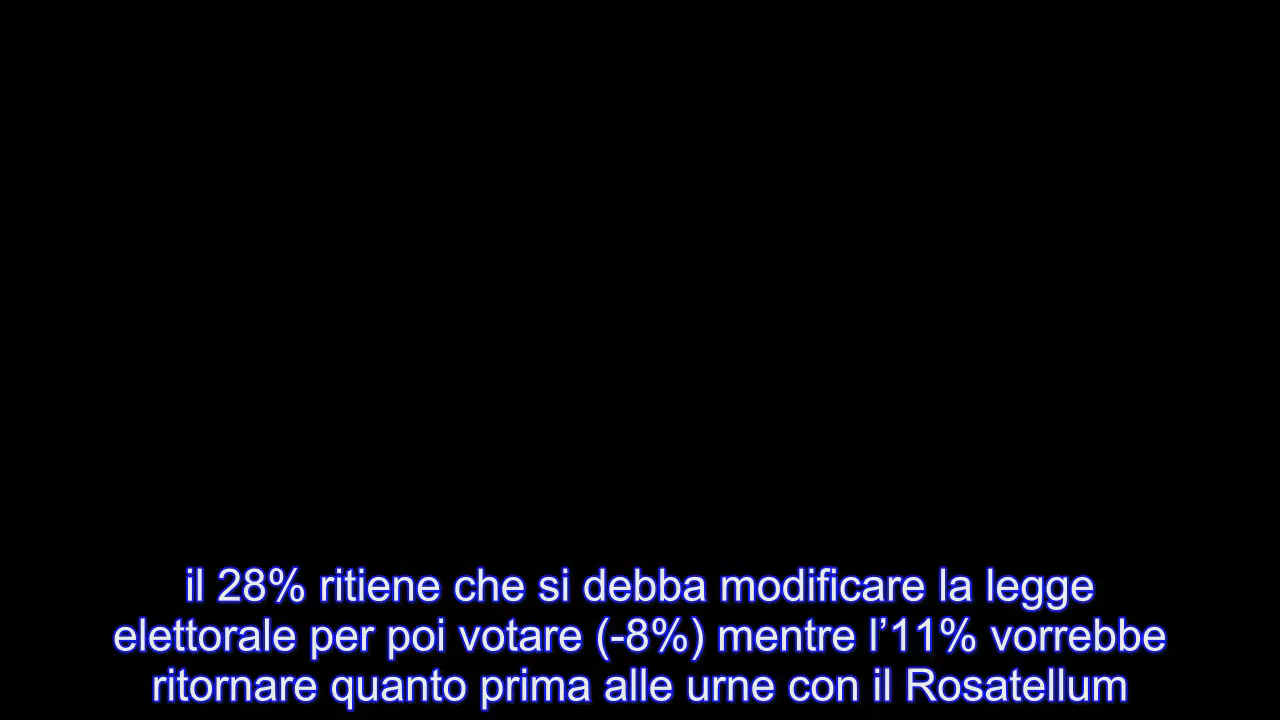 il 28% ritiene che si debba modificare la legge
elettorale per poi votare (-8%) mentre l’11% vorrebbe
ritornare quanto prima alle urne con il Rosatellum